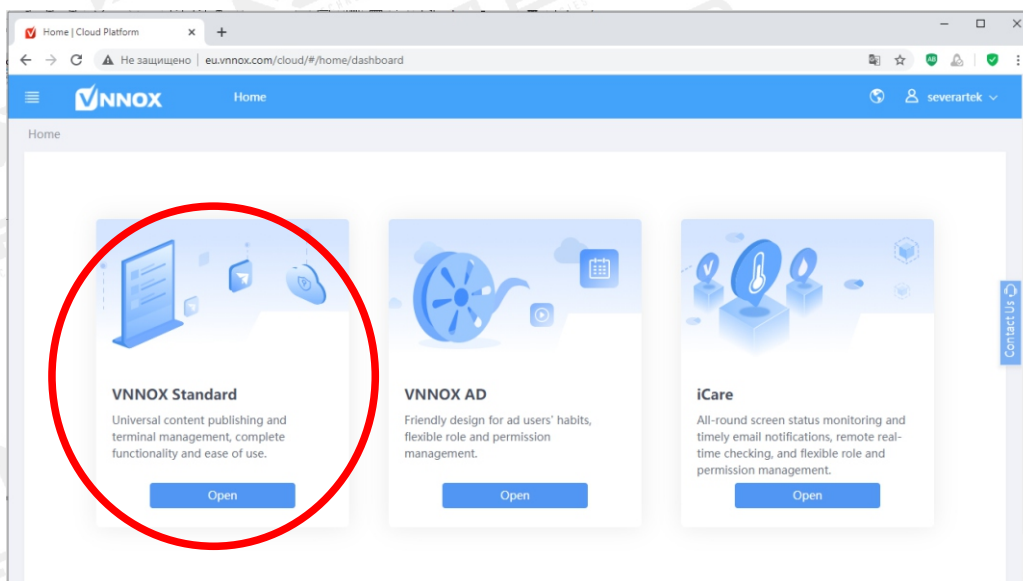 Home | Cloud Platform
Не защищено | eu.vnnox.com/cloud/#/home/dashboard
VNNOX
Home
severartek
Home
VNNOX Standard
Universal content publishing and
terminal management, complete
functionality and ease of use.
Open
VNNOX AD
Friendly design for ad users' habits,
flexible role and permission
management.
Open
iCare
All-round screen status monitoring and
timely email notifications, remote real-
time checking, and flexible role and
permission management.
Open
Contact Us